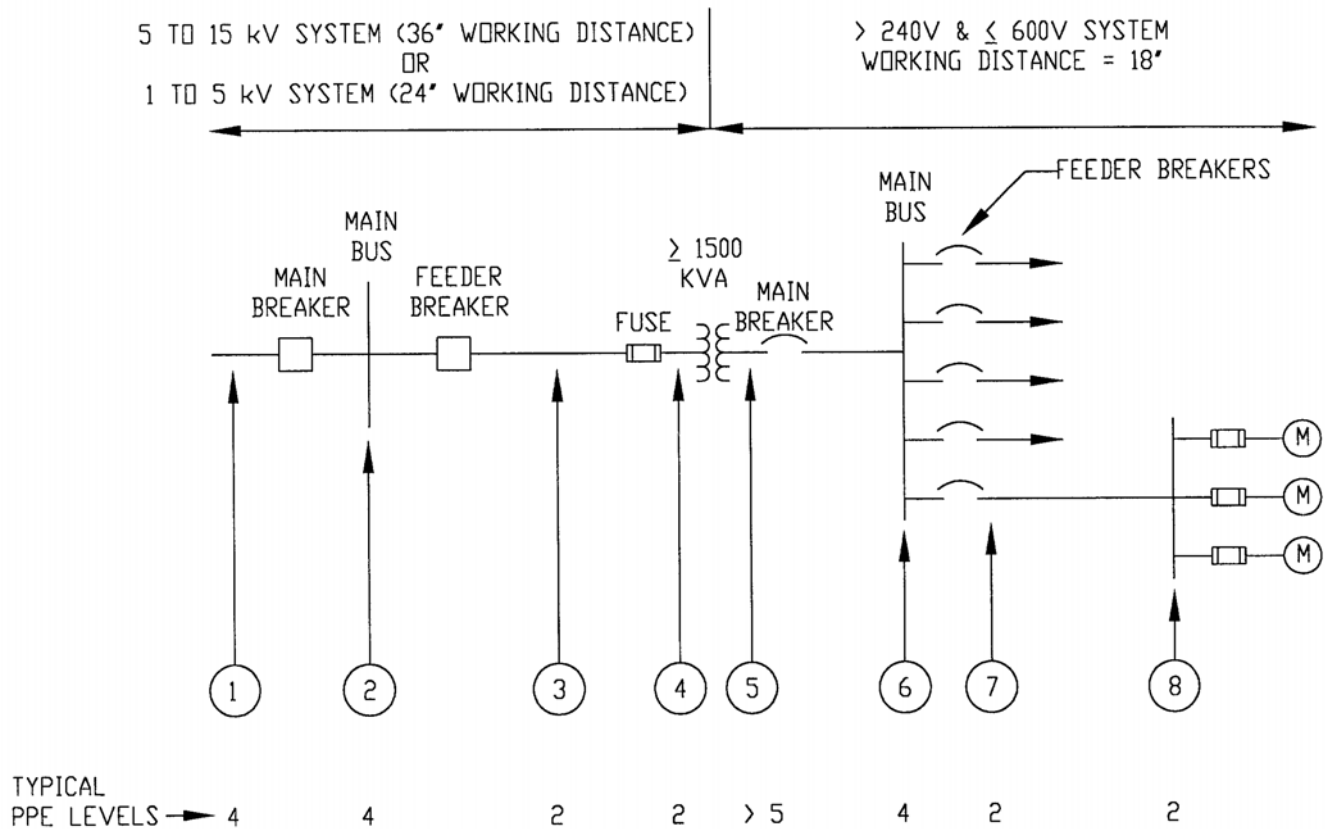 5 TO 15 kV SYSTEM (36" WORKING DISTANCE)
OR
1 TO 5 kV SYSTEM (24" WORKING DISTANCE)
> 240V & ≤ 600V SYSTEM
WORKING DISTANCE = 18"
FEEDER BREAKERS
MAIN
BUS
MAIN
BUS
≥ 1500
KVA
MAIN
BREAKER
FEEDER
BREAKER
FUSE
MAIN
BREAKER
M
M
M
1
2
3
4
5
6
7
8
TYPICAL
PPE LEVELS 4 4 2 2 > 5 4 2 2